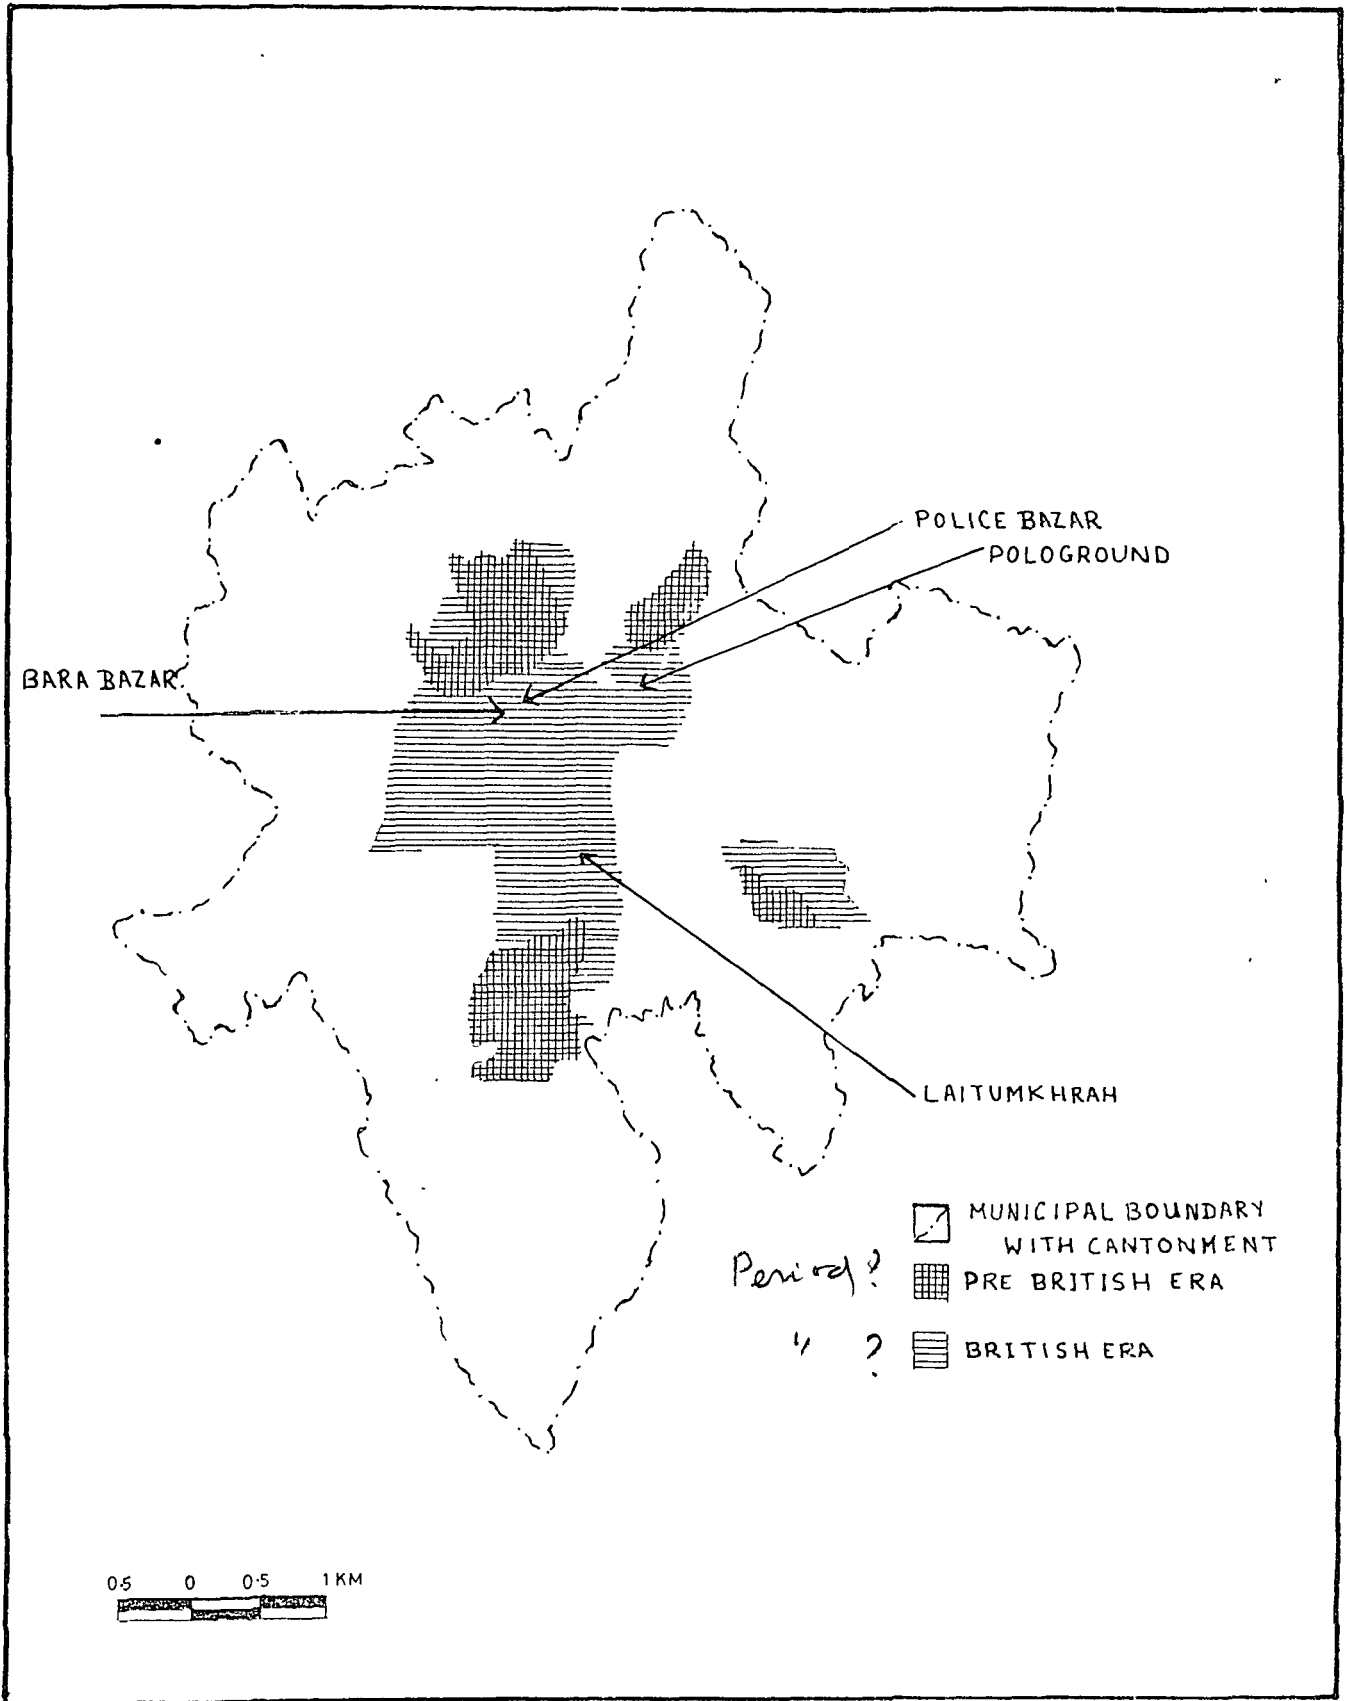 POLICE BAZAR
POLOGROUND
BARA BAZAR
LAITUMKHRAH
MUNICIPAL BOUNDARY
WITH CANTONMENT
Period ? PRE BRITISH ERA
" ? BRITISH ERA
0.5 0 0.5 1 KM